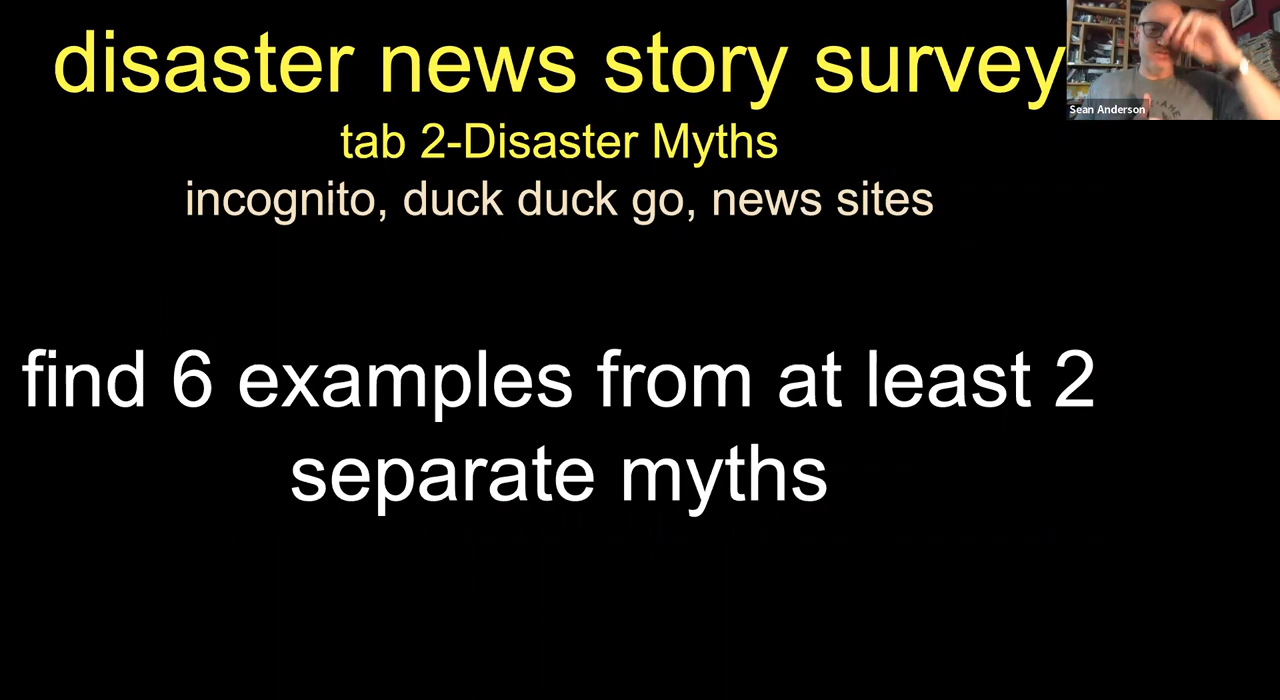 disaster news story survey
tab 2-Disaster Myths
incognito, duck duck go, news sites
find 6 examples from at least 2
separate myths
Sean Anderson